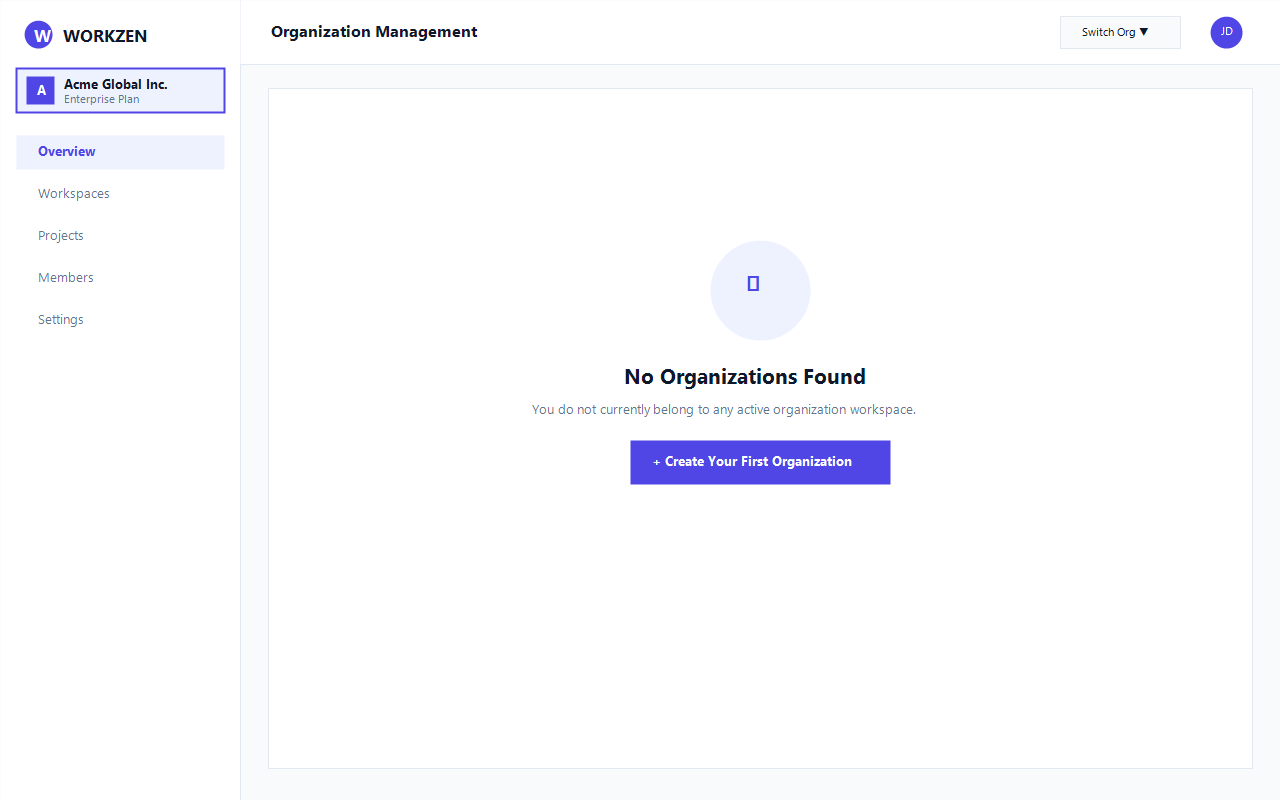 W WORKZEN
A Acme Global Inc.
Enterprise Plan
Overview
Workspaces
Projects
Members
Settings
Organization Management
Switch Org ▼
JD
No Organizations Found
You do not currently belong to any active organization workspace.
+ Create Your First Organization